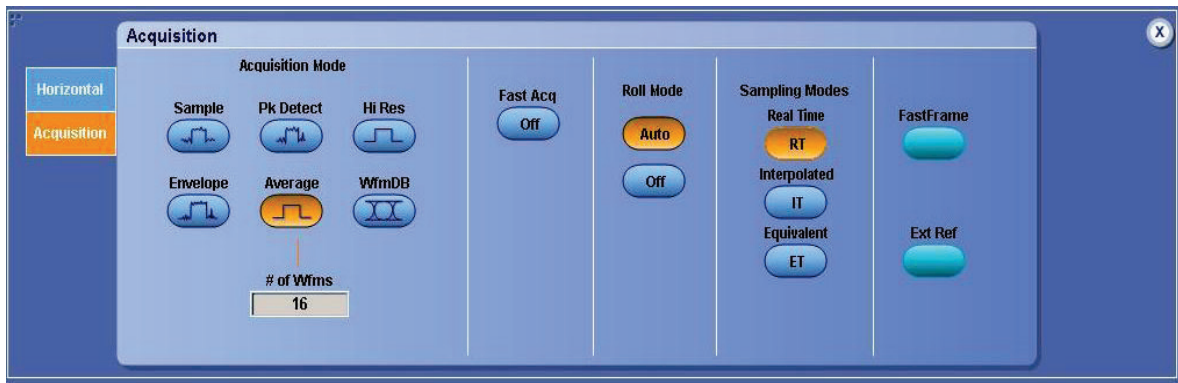 Acquisition
X
Horizontal
Acquisition
Acquisition Mode
Sample
Pk Detect
Hi Res
Envelope
Average
WfmDB
# of Wfms
16
Fast Acq
Off
Roll Mode
Auto
Off
Sampling Modes
Real Time
RT
Interpolated
IT
Equivalent
ET
FastFrame
Ext Ref